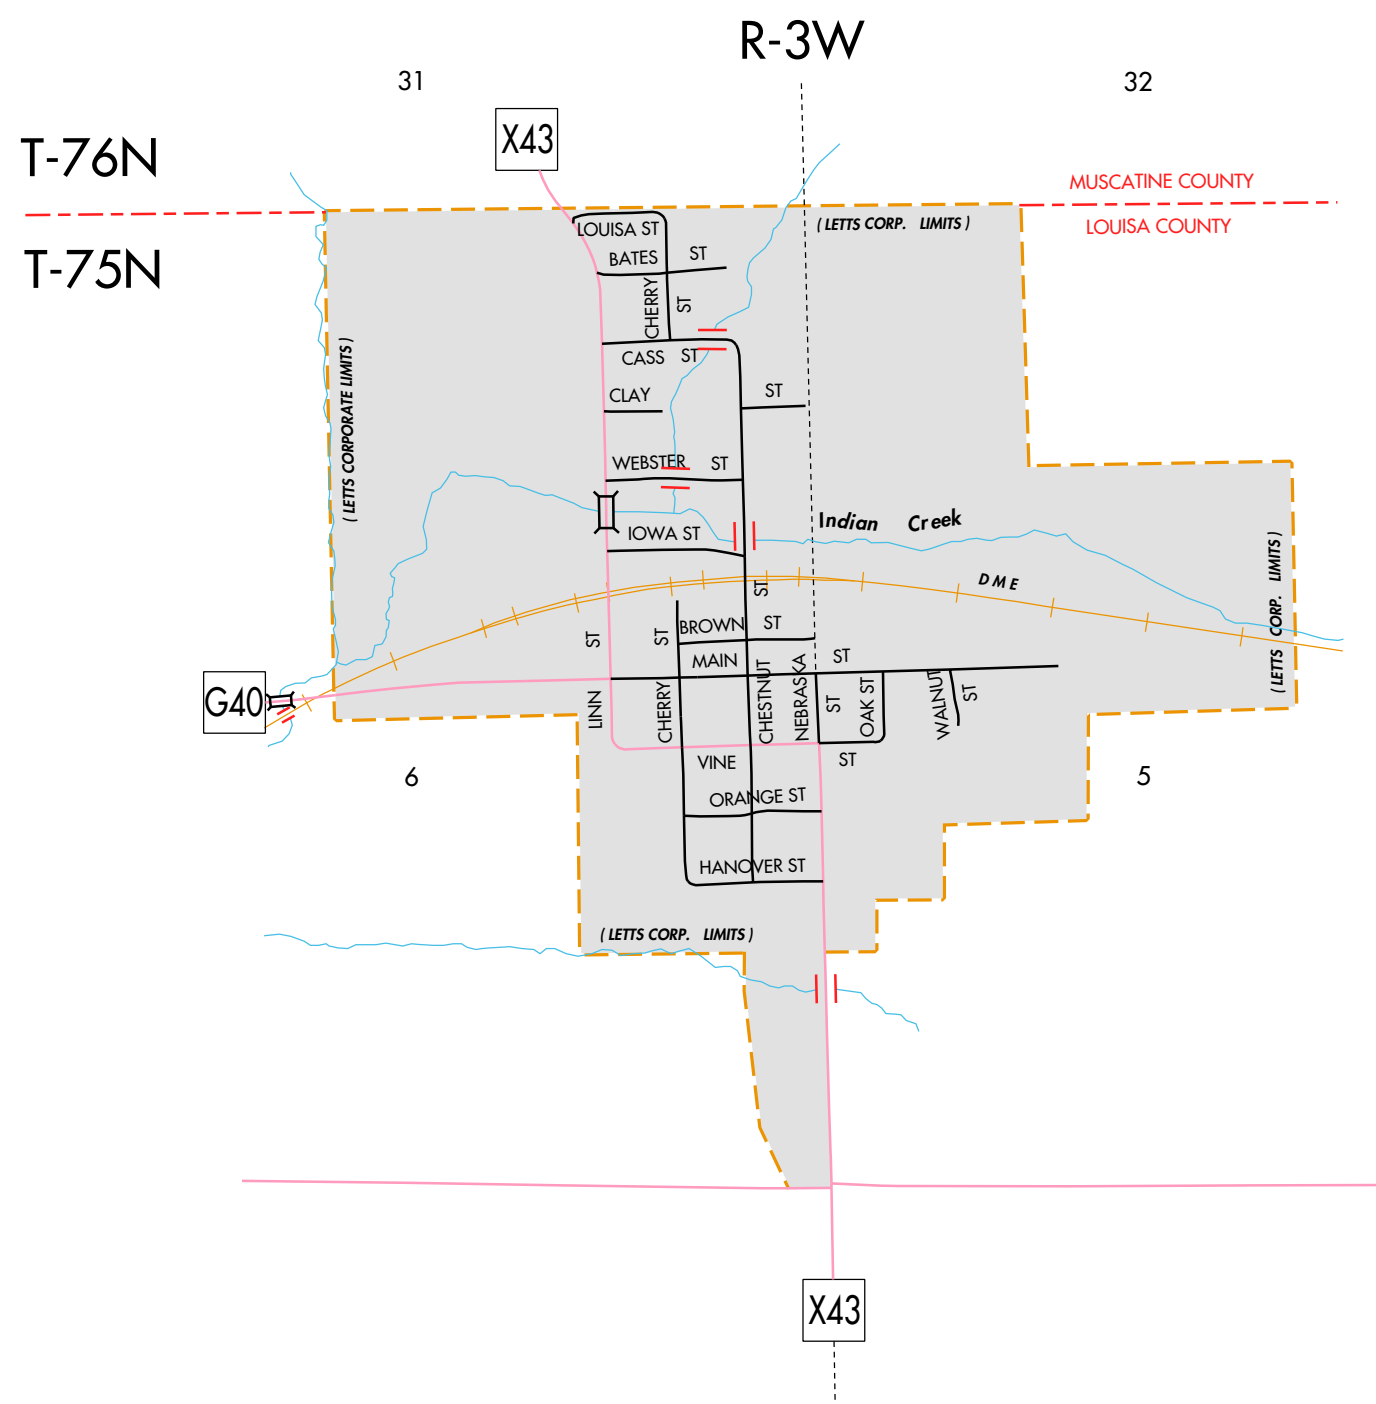 R-3W
31
32
X43
T-76N
MUSCATINE COUNTY
LOUISA COUNTY
T-75N
( LETTS CORP. LIMITS )
LOUISA ST
BATES ST
CHERRY ST
CASS ST
( LETTS CORPORATE LIMITS )
CLAY ST
WEBSTER ST
Indian Creek
IOWA ST
( LETTS CORP. LIMITS )
DME
ST
BROWN ST
MAIN ST
LINN ST
CHERRY ST
CHESTNUT
NEBRASKA ST
OAK ST
WALNUT ST
G40
VINE ST
6
5
ORANGE ST
HANOVER ST
( LETTS CORP. LIMITS )
X43